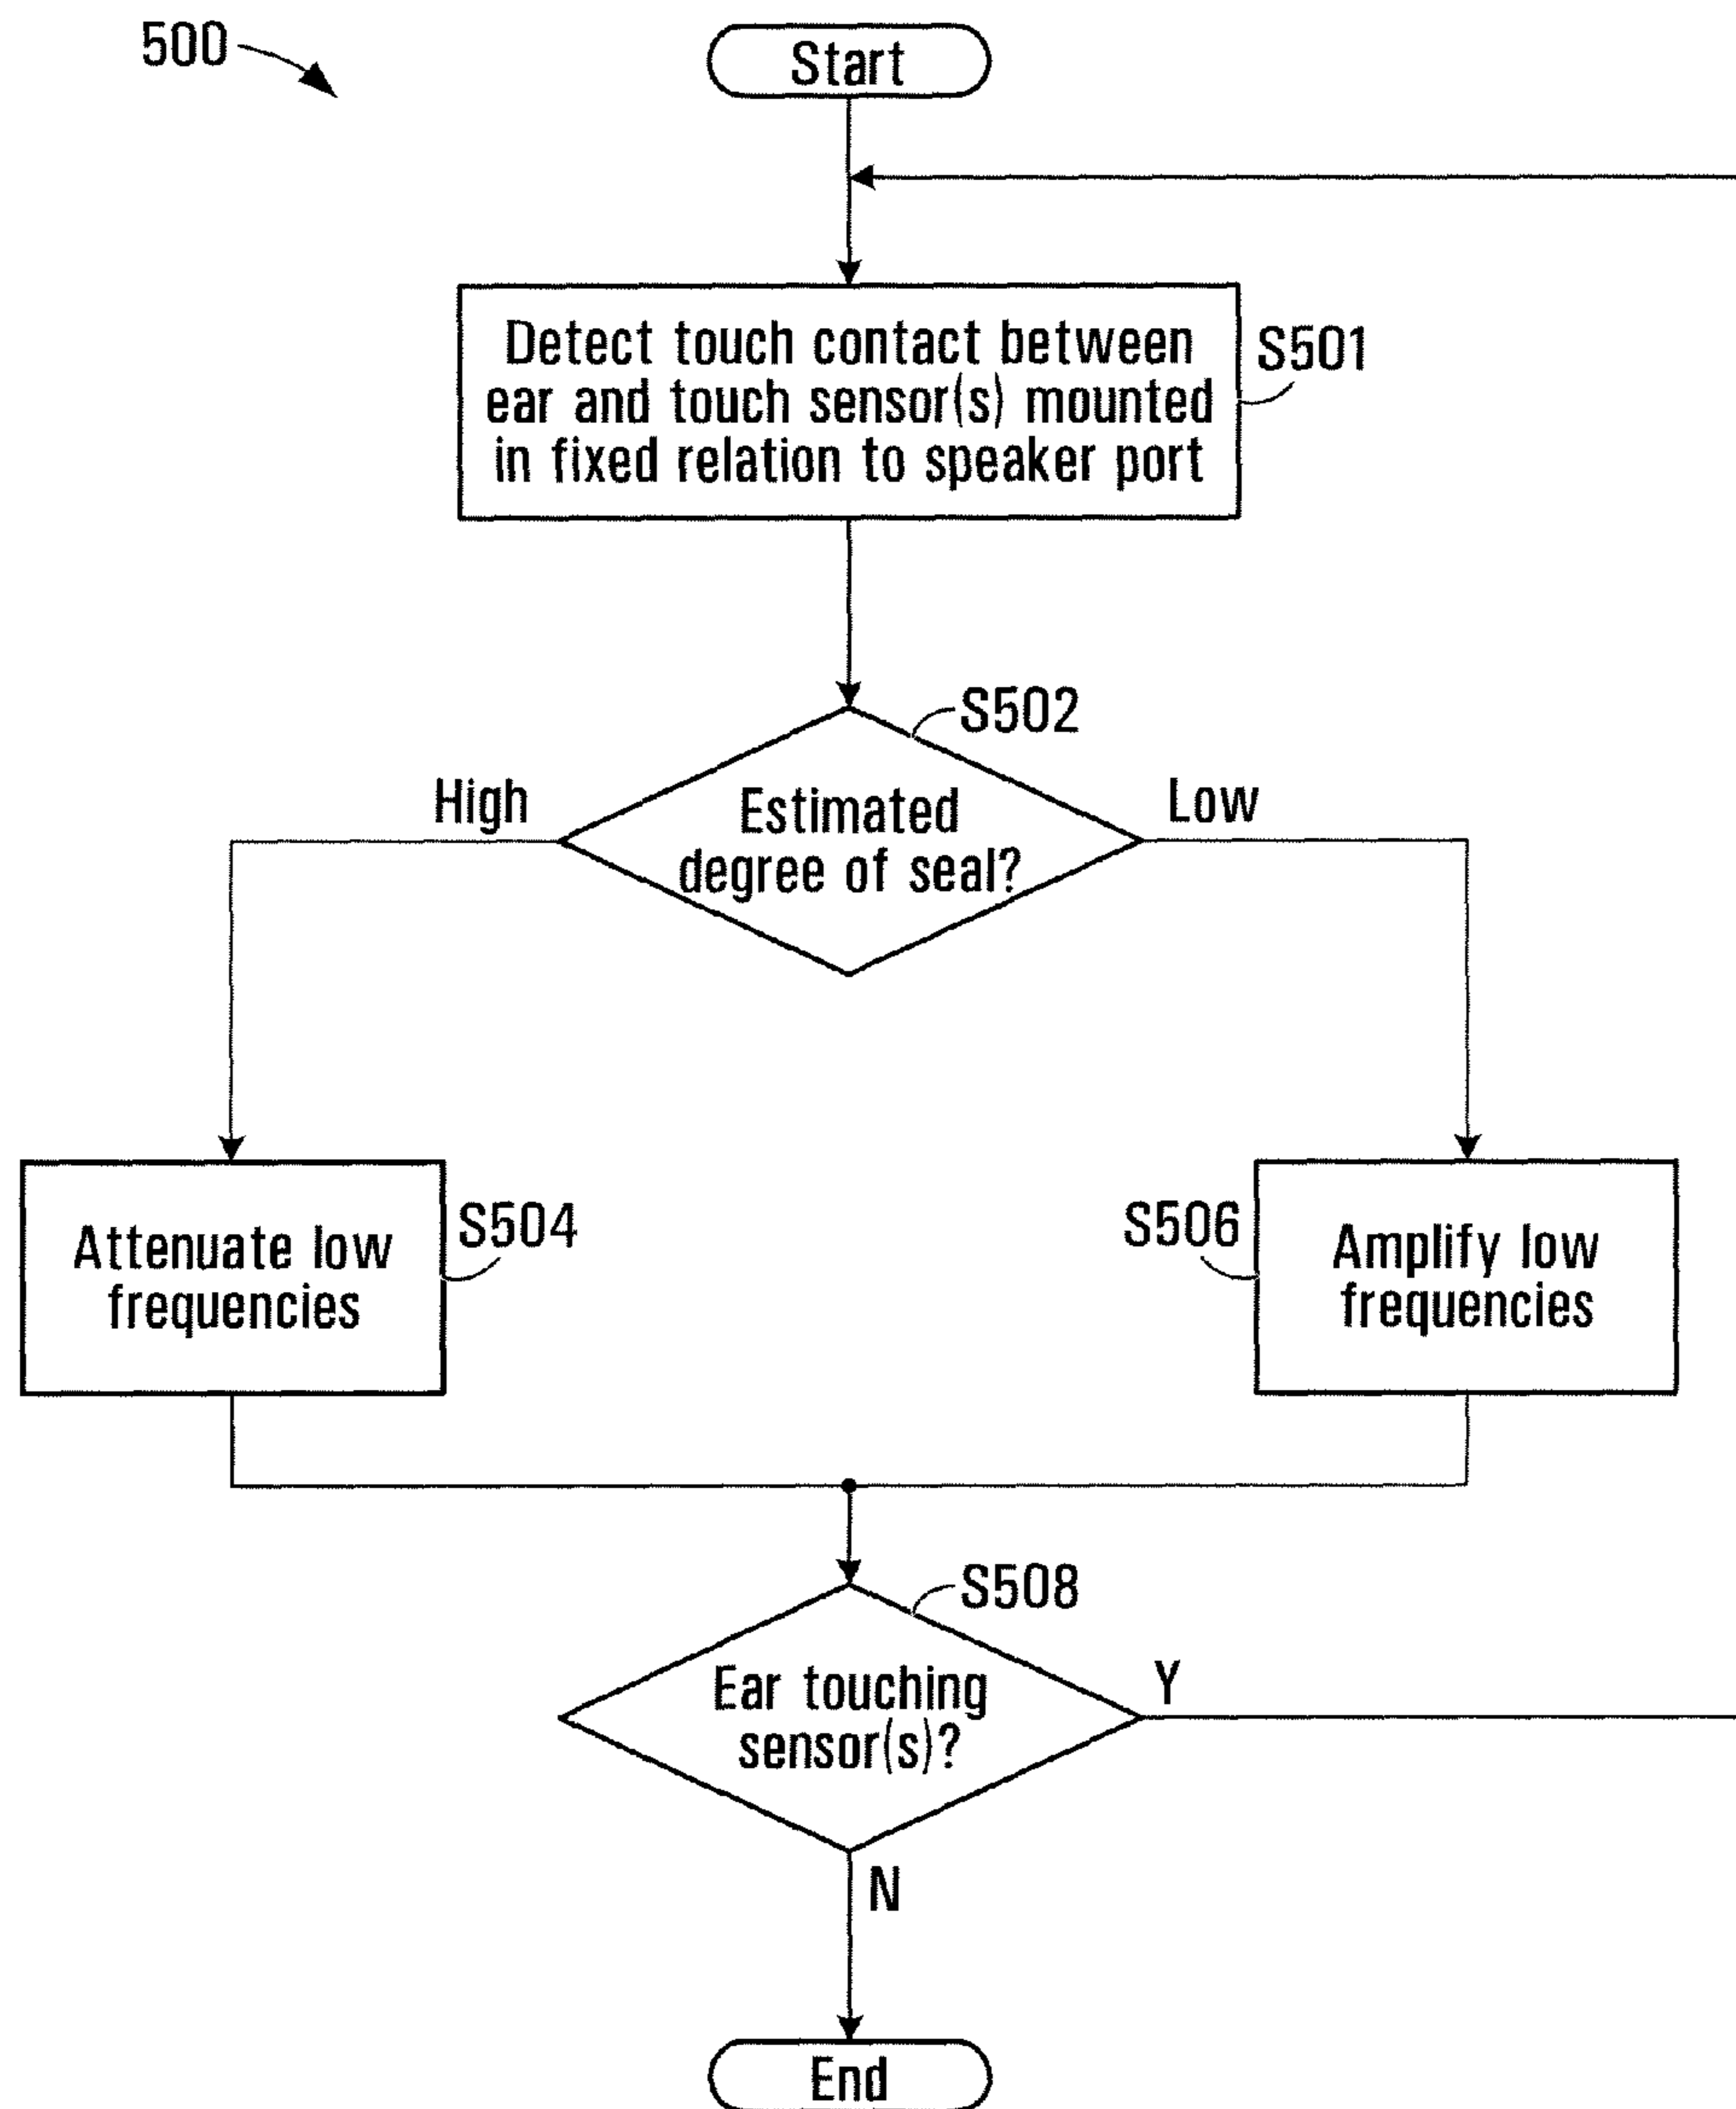 500
Start
Detect touch contact between
ear and touch sensor(s) mounted
in fixed relation to speaker port
S501
S502
High
Low
Estimated
degree of seal?
Attenuate low
frequencies
S504
S506
Amplify low
frequencies
S508
Ear touching
sensor(s)?
Y
N
End